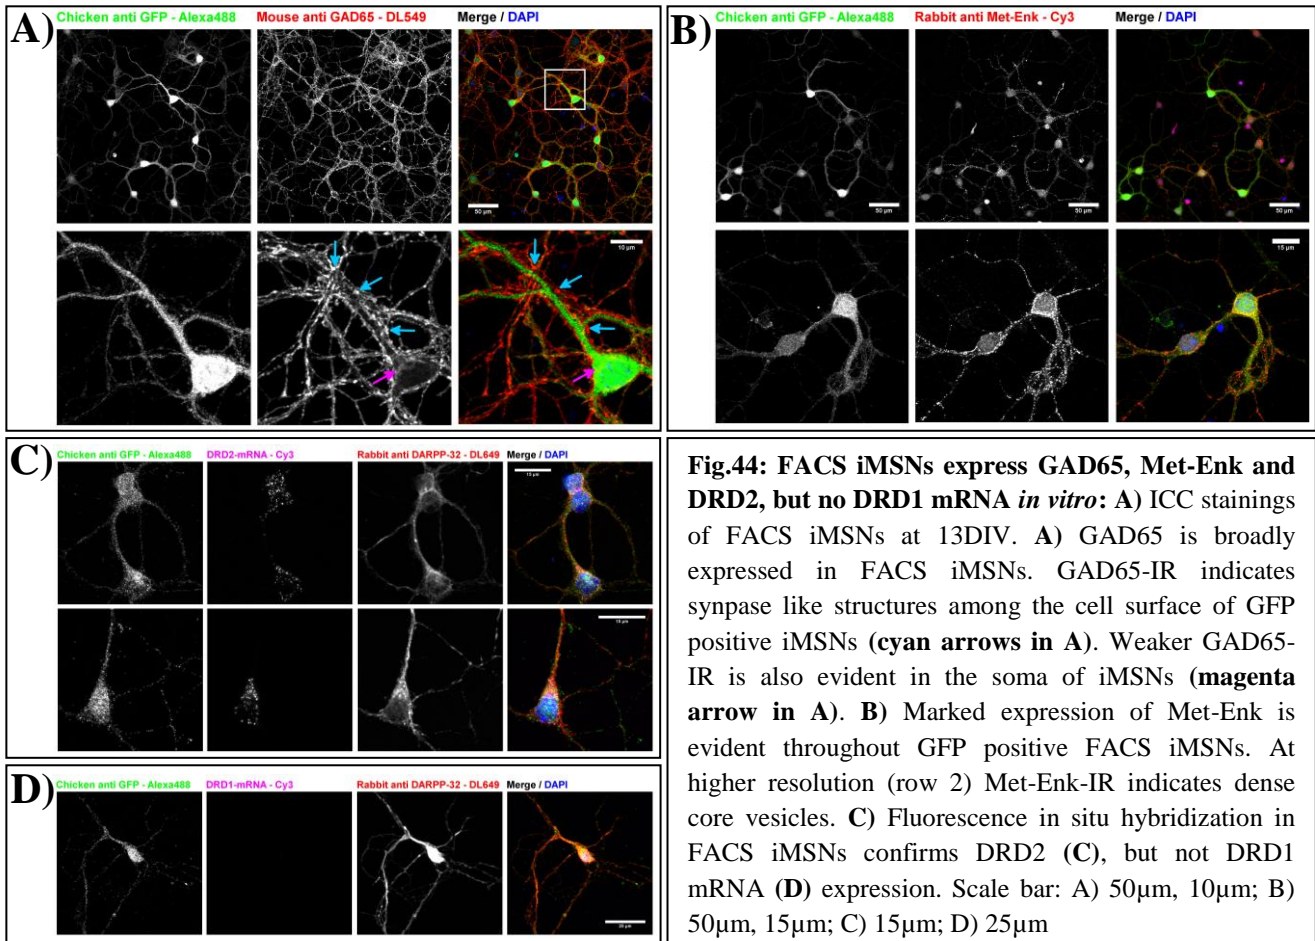 A)
Chicken anti GFP - Alexa488 Mouse anti GAD65 - DL549 Merge / DAPI
50 µm
10 µm
B)
Chicken anti GFP - Alexa488 Rabbit anti Met-Enk - Cy3 Merge / DAPI
50 µm 50 µm 50 µm
15 µm
C)
Chicken anti GFP - Alexa488 DRD2-mRNA - Cy3 Rabbit anti DARPP-32 - DL649 Merge / DAPI
D)
Chicken anti GFP - Alexa488 DRD1-mRNA - Cy3 Rabbit anti DARPP-32 - DL649 Merge / DAPI
Fig.44: FACS iMSNs express GAD65, Met-Enk and
DRD2, but no DRD1 mRNA in vitro: A) ICC stainings
of FACS iMSNs at 13DIV. A) GAD65 is broadly
expressed in FACS iMSNs. GAD65-IR indicates
synpase like structures among the cell surface of GFP
positive iMSNs (cyan arrows in A). Weaker GAD65-
IR is also evident in the soma of iMSNs (magenta
arrow in A). B) Marked expression of Met-Enk is
evident throughout GFP positive FACS iMSNs. At
higher resolution (row 2) Met-Enk-IR indicates dense
core vesicles. C) Fluorescence in situ hybridization in
FACS iMSNs confirms DRD2 (C), but not DRD1
mRNA (D) expression. Scale bar: A) 50µm, 10µm; B)
50µm, 15µm; C) 15µm; D) 25µm